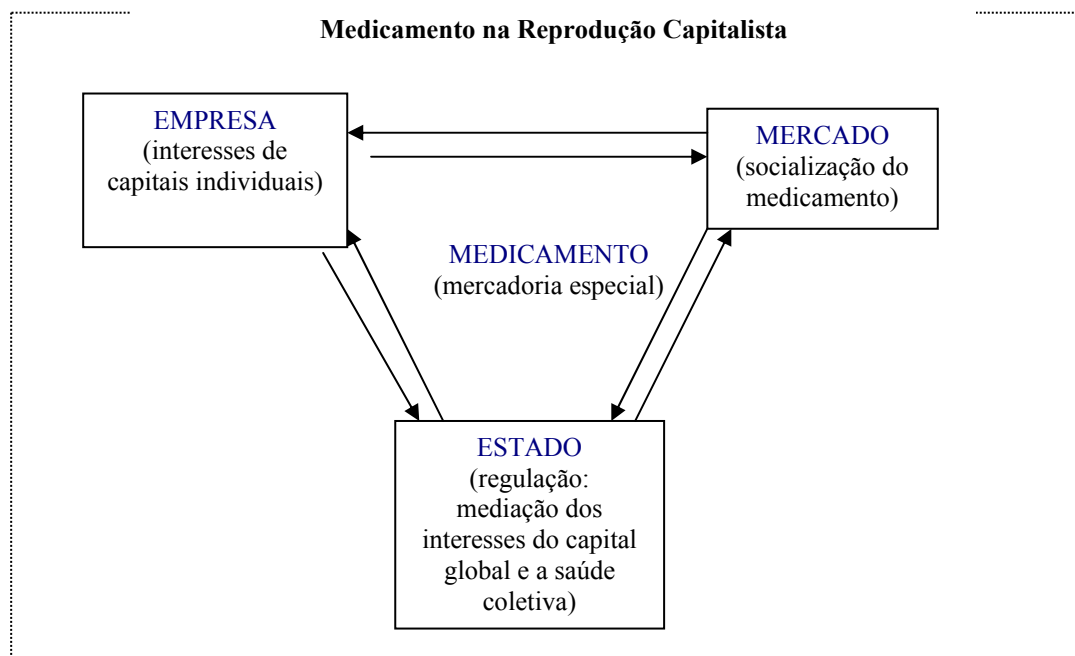 Medicamento na Reprodução Capitalista
EMPRESA
(interesses de
capitais individuais)
MERCADO
(socialização do
medicamento)
MEDICAMENTO
(mercadoria especial)
ESTADO
(regulação:
mediação dos
interesses do capital
global e a saúde
coletiva)